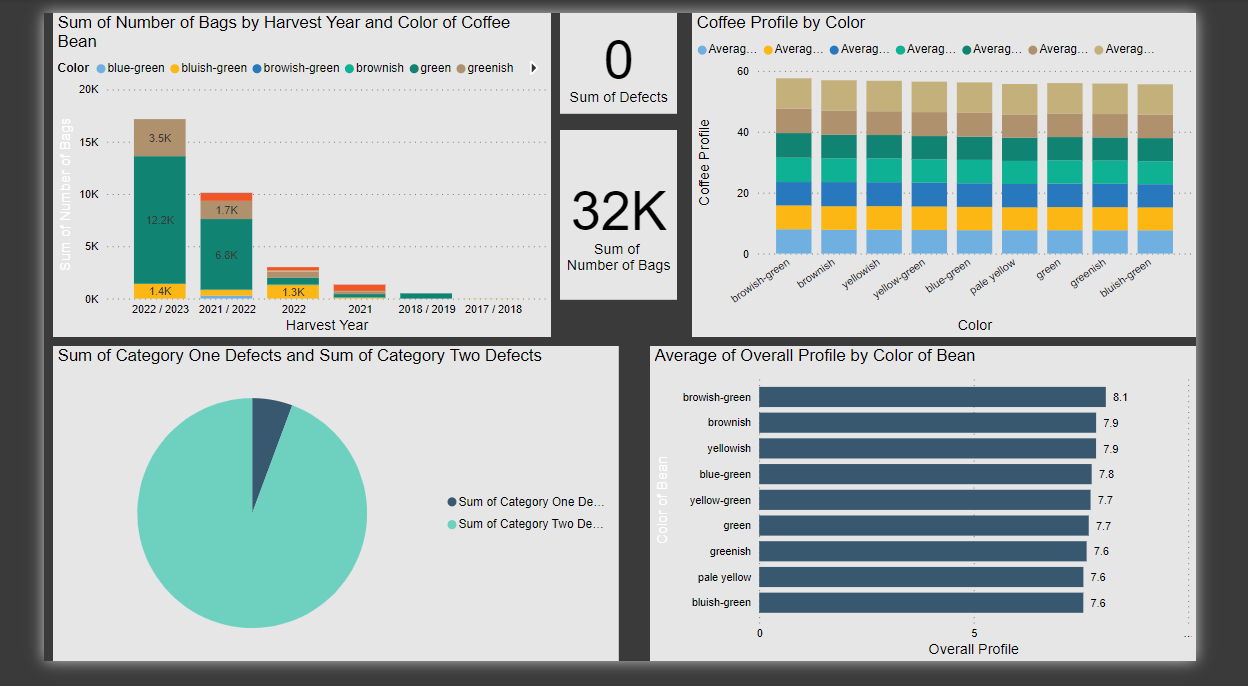 Sum of Number of Bags by Harvest Year and Color of Coffee
Bean
Color blue-green bluish-green browish-green brownish green greenish
20K
15K
10K
5K
0K
Sum of Number of Bags
3.5K
12.2K
1.4K
1.7K
6.8K
1.3K
2022 / 2023 2021 / 2022 2022 2021 2018 / 2019 2017 / 2018
Harvest Year
0
Sum of Defects
32K
Sum of
Number of Bags
Coffee Profile by Color
Averag... Averag... Averag... Averag... Averag... Averag... Averag...
60
40
20
0
Coffee Profile
browish-green brownish yellowish yellow-green blue-green pale yellow green greenish bluish-green
Color
Sum of Category One Defects and Sum of Category Two Defects
Sum of Category One De...
Sum of Category Two De...
Average of Overall Profile by Color of Bean
Color of Bean
browish-green 8.1
brownish 7.9
yellowish 7.9
blue-green 7.8
yellow-green 7.7
green 7.7
greenish 7.6
pale yellow 7.6
bluish-green 7.6
0 5 ...
Overall Profile